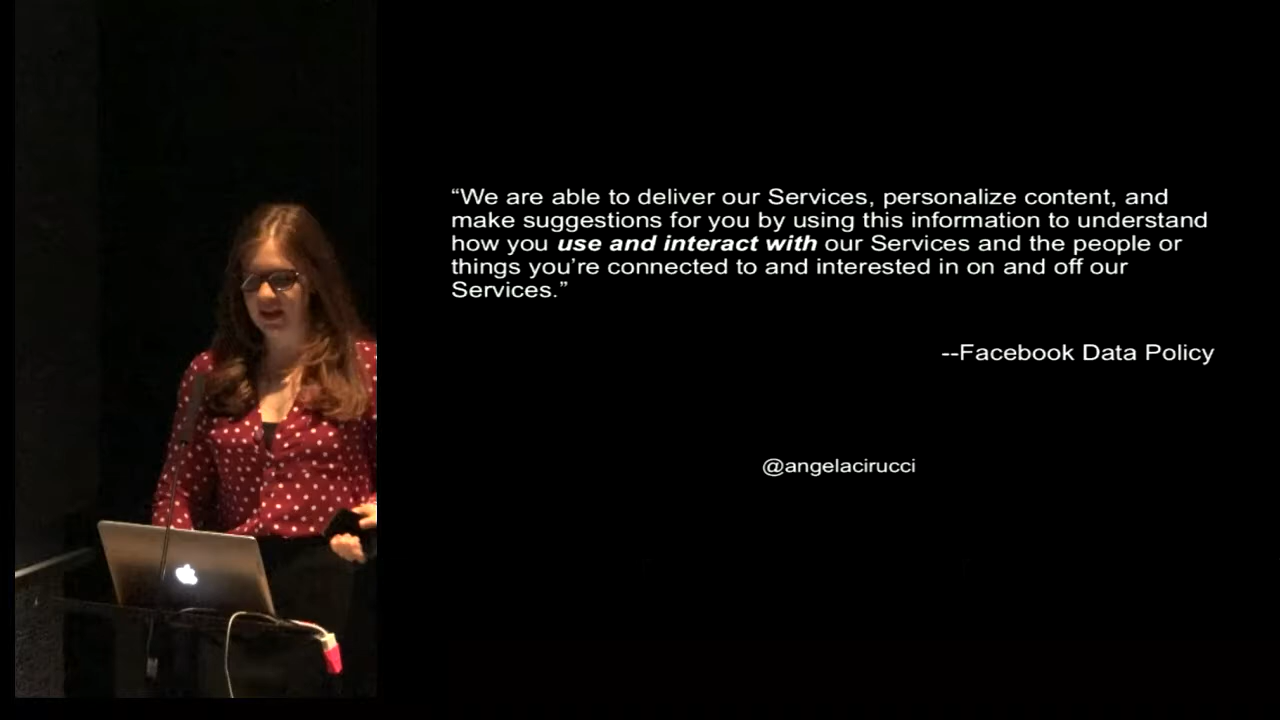 “We are able to deliver our Services, personalize content, and
make suggestions for you by using this information to understand
how you use and interact with our Services and the people or
things you’re connected to and interested in on and off our
Services.”
--Facebook Data Policy
@angelacirucci